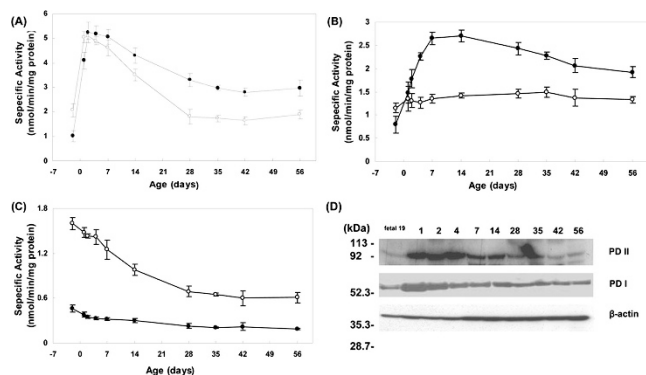 (A)
Sepecific Activity
(nmol/min/mg protein)
6
5
4
3
2
1
0
-7 0 7 14 21 28 35 42 49 56
Age (days)
(B)
Sepecific Activity
(nmol/min/mg protein)
3
2.5
2
1.5
1
0.5
0
-7 0 7 14 21 28 35 42 49 56
Age (days)
(C)
Sepecific Activity
(nmol/min/mg protein)
1.8
1.2
0.6
0
-7 0 7 14 21 28 35 42 49 56
Age (days)
(D)
(kDa) fetal 19 1 2 4 7 14 28 35 42 56
113 -
92 -
PD II
52.3-
PD I
35.3-
β-actin
28.7-